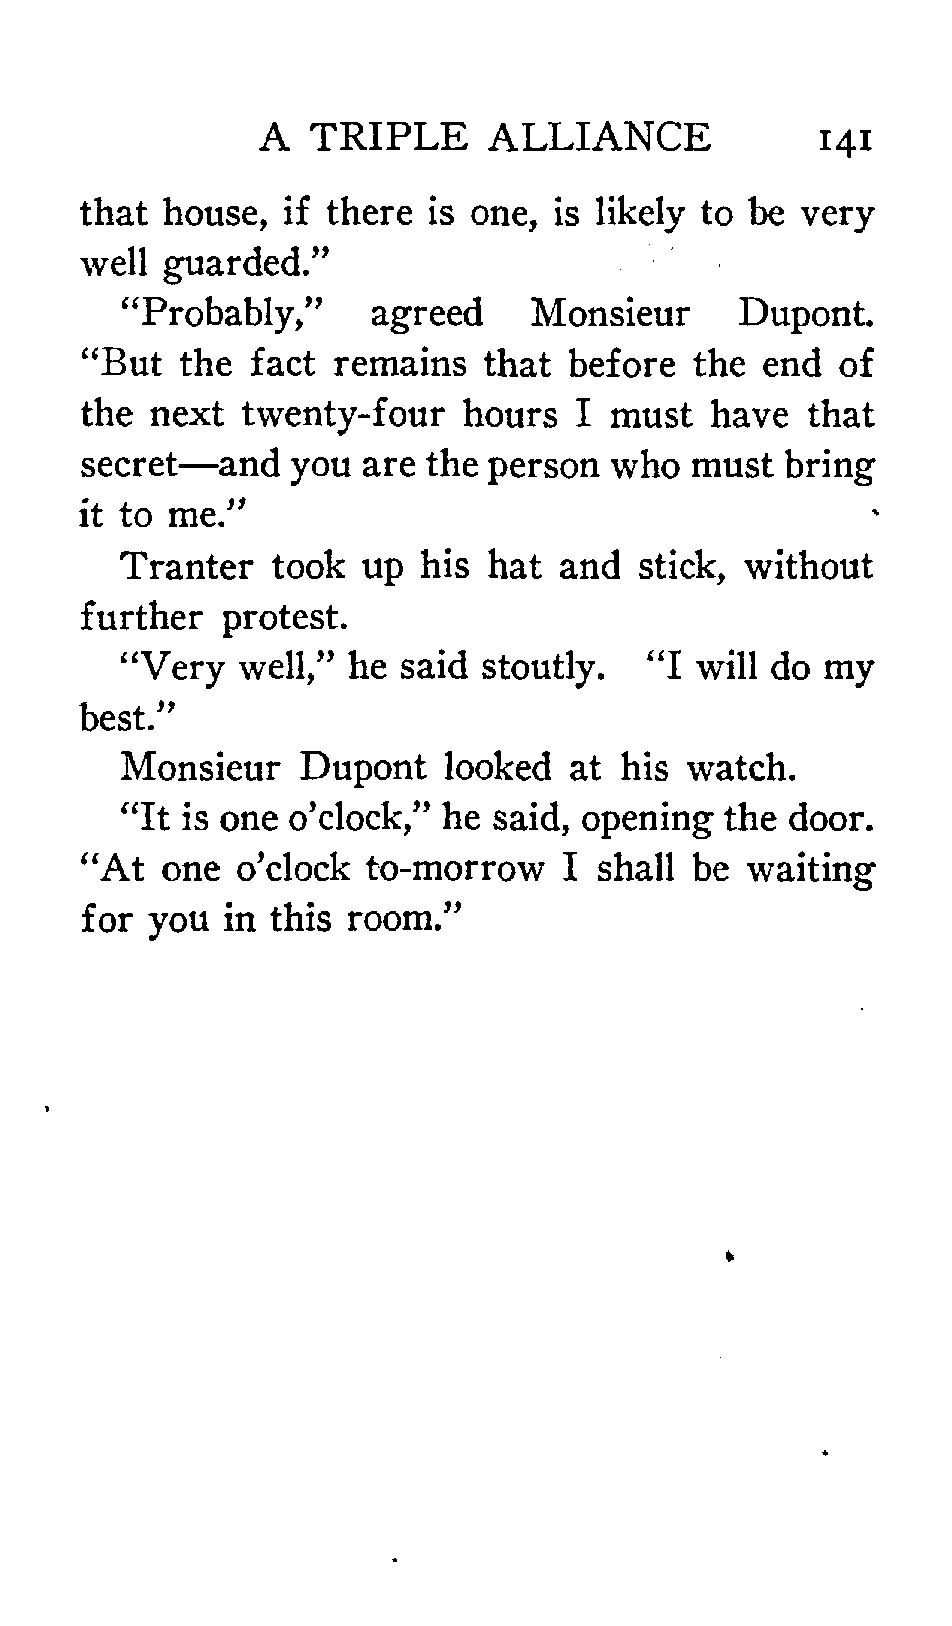 A TRIPLE ALLIANCE 141
that house, if there is one, is likely to be very
well guarded."
"Probably," agreed Monsieur Dupont.
"But the fact remains that before the end of
the next twenty-four hours I must have that
secret—and you are the person who must bring
it to me."
Tranter took up his hat and stick, without
further protest.
"Very well," he said stoutly. "I will do my
best."
Monsieur Dupont looked at his watch.
"It is one o'clock," he said, opening the door.
"At one o'clock to-morrow I shall be waiting
for you in this room."